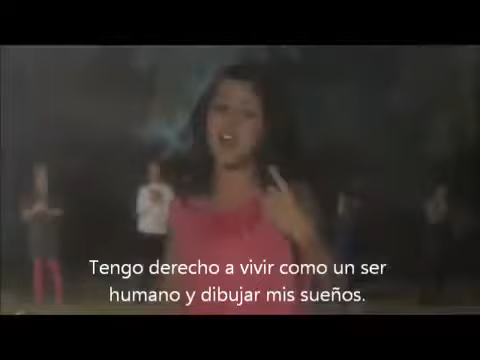 Tengo derecho a vivir como un ser
humano y dibujar mis sueños.